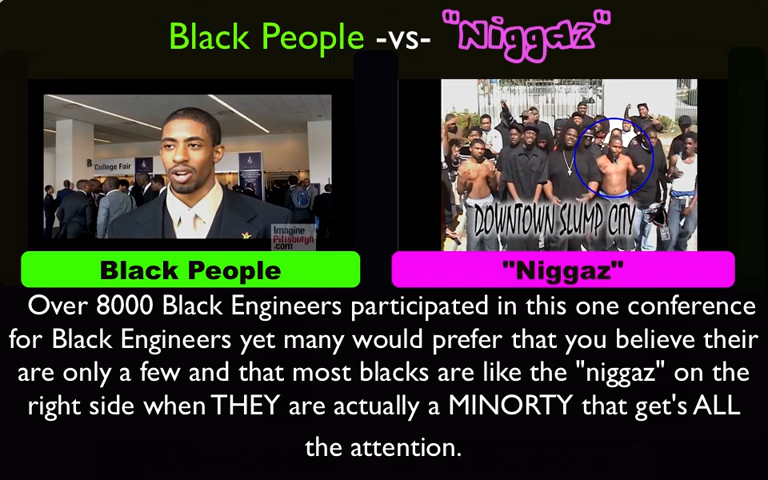 Black People -vs- "Niggaz"
College Fair
Imagine
Pittsburgh
.com
DOWNTOWN SLUMP CITY
Black People
"Niggaz"
Over 8000 Black Engineers participated in this one conference
for Black Engineers yet many would prefer that you believe their
are only a few and that most blacks are like the "niggaz" on the
right side when THEY are actually a MINORTY that get's ALL
the attention.